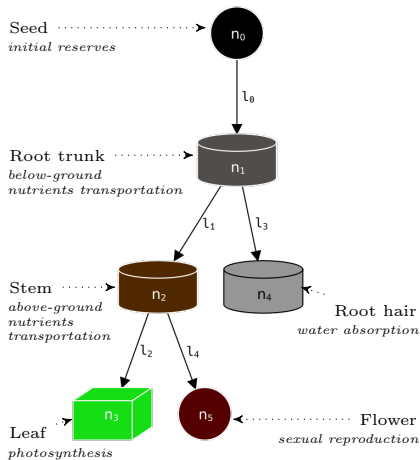 Seed
initial reserves
n0
l0
Root trunk
below-ground
nutrients transportation
n1
l1
l3
Stem
above-ground
nutrients
transportation
n2
n4
Root hair
water absorption
l2
l4
Leaf
photosynthesis
n3
n5
Flower
sexual reproduction